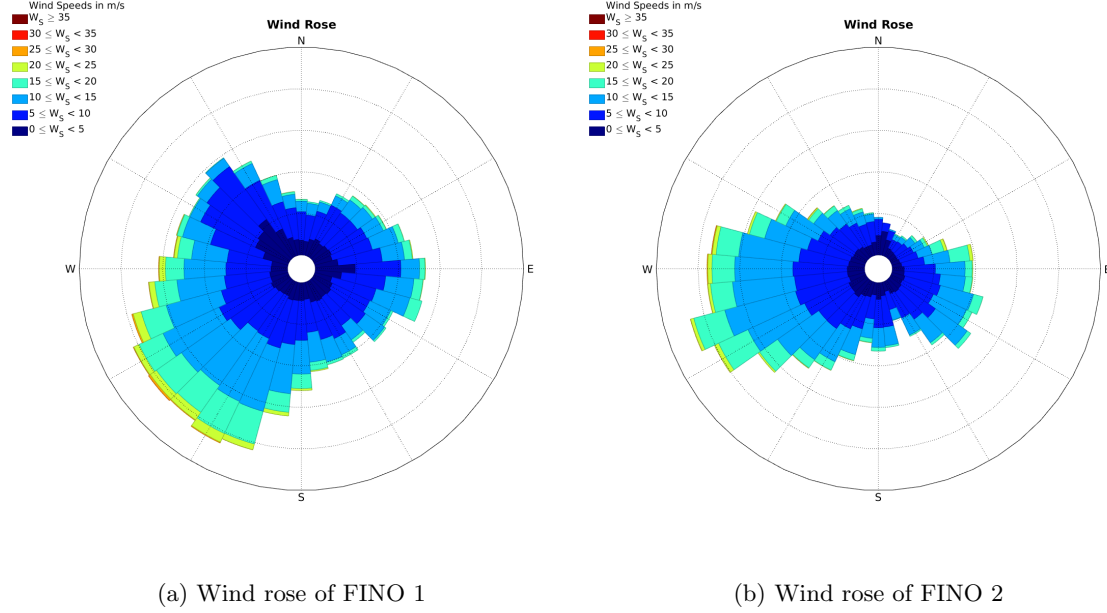 Wind Speeds in m/s
W_S ≥ 35
30 ≤ W_S < 35
25 ≤ W_S < 30
20 ≤ W_S < 25
15 ≤ W_S < 20
10 ≤ W_S < 15
5 ≤ W_S < 10
0 ≤ W_S < 5
Wind Rose
N
W
E
S
(a) Wind rose of FINO 1
Wind Speeds in m/s
W_S ≥ 35
30 ≤ W_S < 35
25 ≤ W_S < 30
20 ≤ W_S < 25
15 ≤ W_S < 20
10 ≤ W_S < 15
5 ≤ W_S < 10
0 ≤ W_S < 5
Wind Rose
N
W
E
S
(b) Wind rose of FINO 2